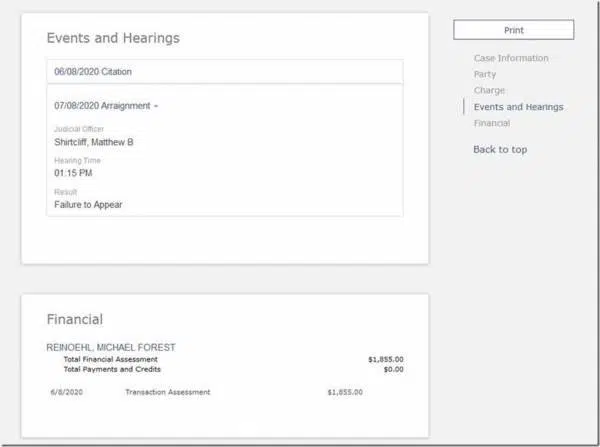 Events and Hearings
06/08/2020 Citation
07/08/2020 Arraignment
Judicial Officer
Shirtcliff, Matthew B
Hearing Time
01:15 PM
Result
Failure to Appear
Financial
REINOEHL, MICHAEL FOREST
Total Financial Assessment $1,855.00
Total Payments and Credits $0.00
6/8/2020 Transaction Assessment $1,855.00
Print
Case Information
Party
Charge
Events and Hearings
Financial
Back to top